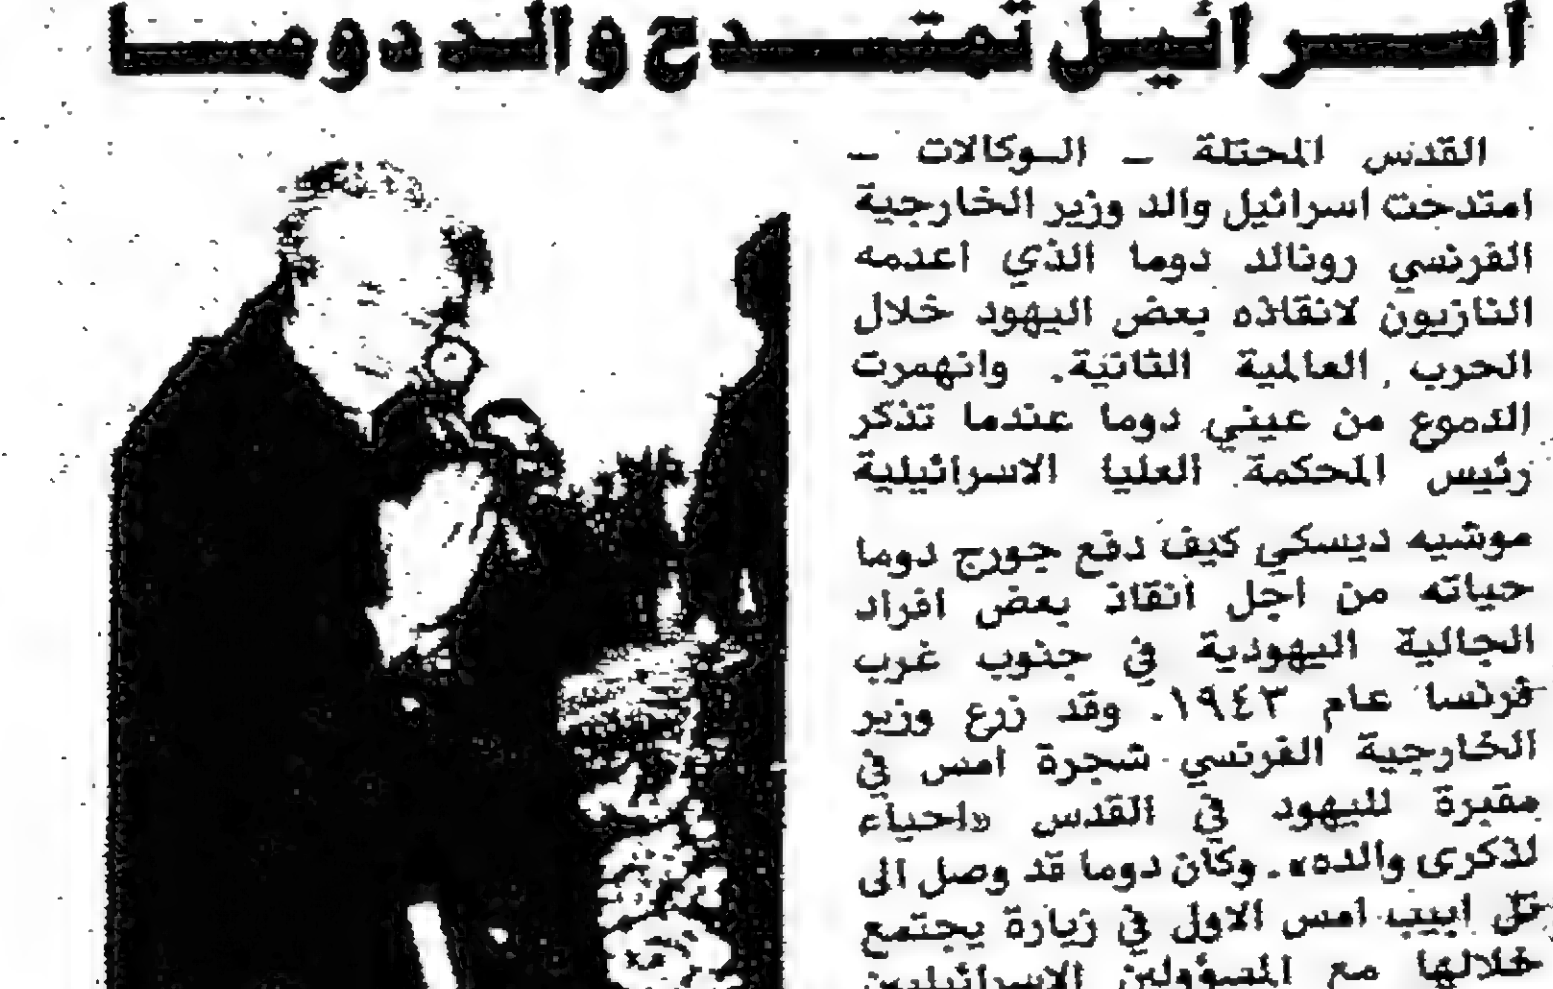 اسرائيل تمتدح والد دوما
القدس المحتلة - الوكالات -
امتدحت اسرائيل والد وزير الخارجية
الفرنسي رونالد دوما الذي اعدمه
النازيون لانقاذه بعض اليهود خلال
الحرب العالمية الثانية. وانهمرت
الدموع من عيني دوما عندما تذكر
رئيس المحكمة العليا الاسرائيلية
موشيه ديسكي كيف دفع جورج دوما
حياته من اجل انقاذ بعض افراد
الجالية اليهودية في جنوب غرب
فرنسا عام ١٩٤٣. وقد زرع وزير
الخارجية الفرنسي شجرة امس في
مقبرة لليهود في القدس «احياء
لذكرى والده». وكان دوما قد وصل الى
تل ابيب امس الاول في زيارة يجتمع
خلالها مع المسؤولين الاسرائيليين